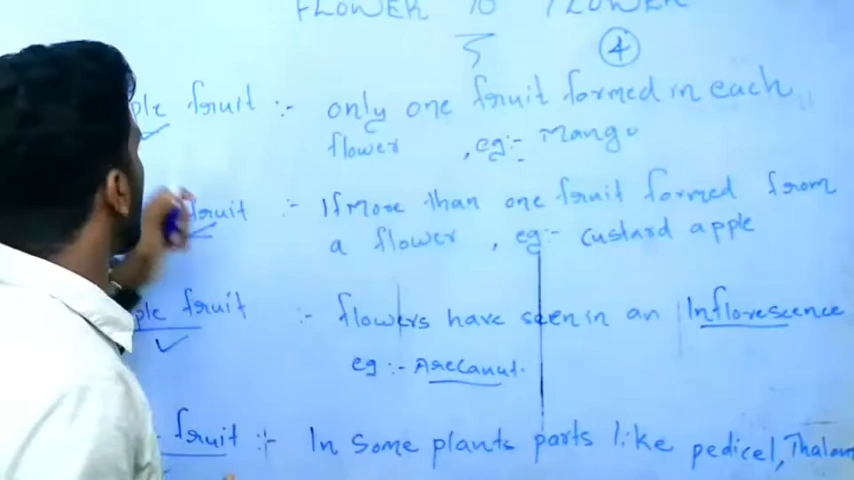 FLOWER TO FLOWER
4
ple fruit :- only one fruit formed in each
flower , eg:- Mango
fruit :- If more than one fruit formed from
a flower , eg:- custard apple
ple fruit :- flowers have seen in an Inflorescence
eg :- Arecanut.
fruit :- In some plants parts like pedicel, Thalam